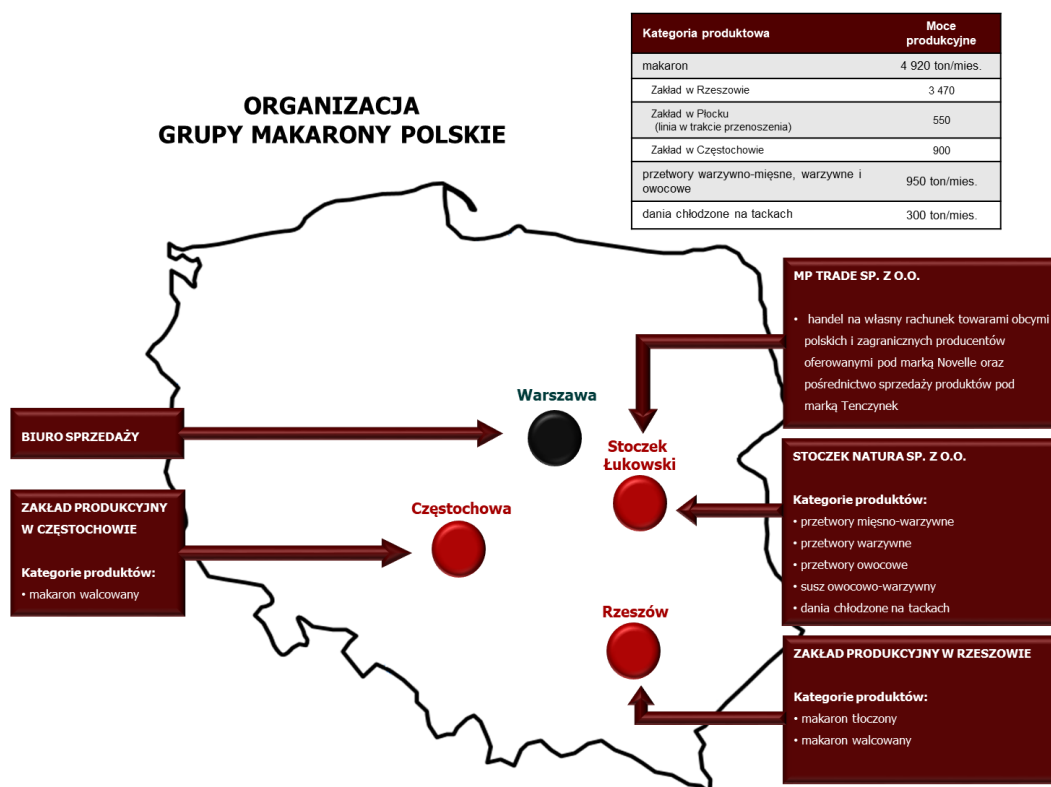 ORGANIZACJA
GRUPY MAKARONY POLSKIE
Kategoria produktowa Moce produkcyjne
makaron 4 920 ton/mies.
Zakład w Rzeszowie 3 470
Zakład w Płocku
(linia w trakcie przenoszenia) 550
Zakład w Częstochowie 900
przetwory warzywno-mięsne, warzywne i
owocowe 950 ton/mies.
dania chłodzone na tackach 300 ton/mies.
MP TRADE SP. Z O.O.
• handel na własny rachunek towarami obcymi
polskich i zagranicznych producentów
oferowanymi pod marką Novelle oraz
pośrednictwo sprzedaży produktów pod
marką Tenczynek
Warszawa
BIURO SPRZEDAŻY
Stoczek
Łukowski
STOCZEK NATURA SP. Z O.O.
Kategorie produktów:
• przetwory mięsno-warzywne
• przetwory warzywne
• przetwory owocowe
• susz owocowo-warzywny
• dania chłodzone na tackach
ZAKŁAD PRODUKCYJNY
W CZĘSTOCHOWIE
Kategorie produktów:
• makaron walcowany
Częstochowa
Rzeszów
ZAKŁAD PRODUKCYJNY W RZESZOWIE
Kategorie produktów:
• makaron tłoczony
• makaron walcowany